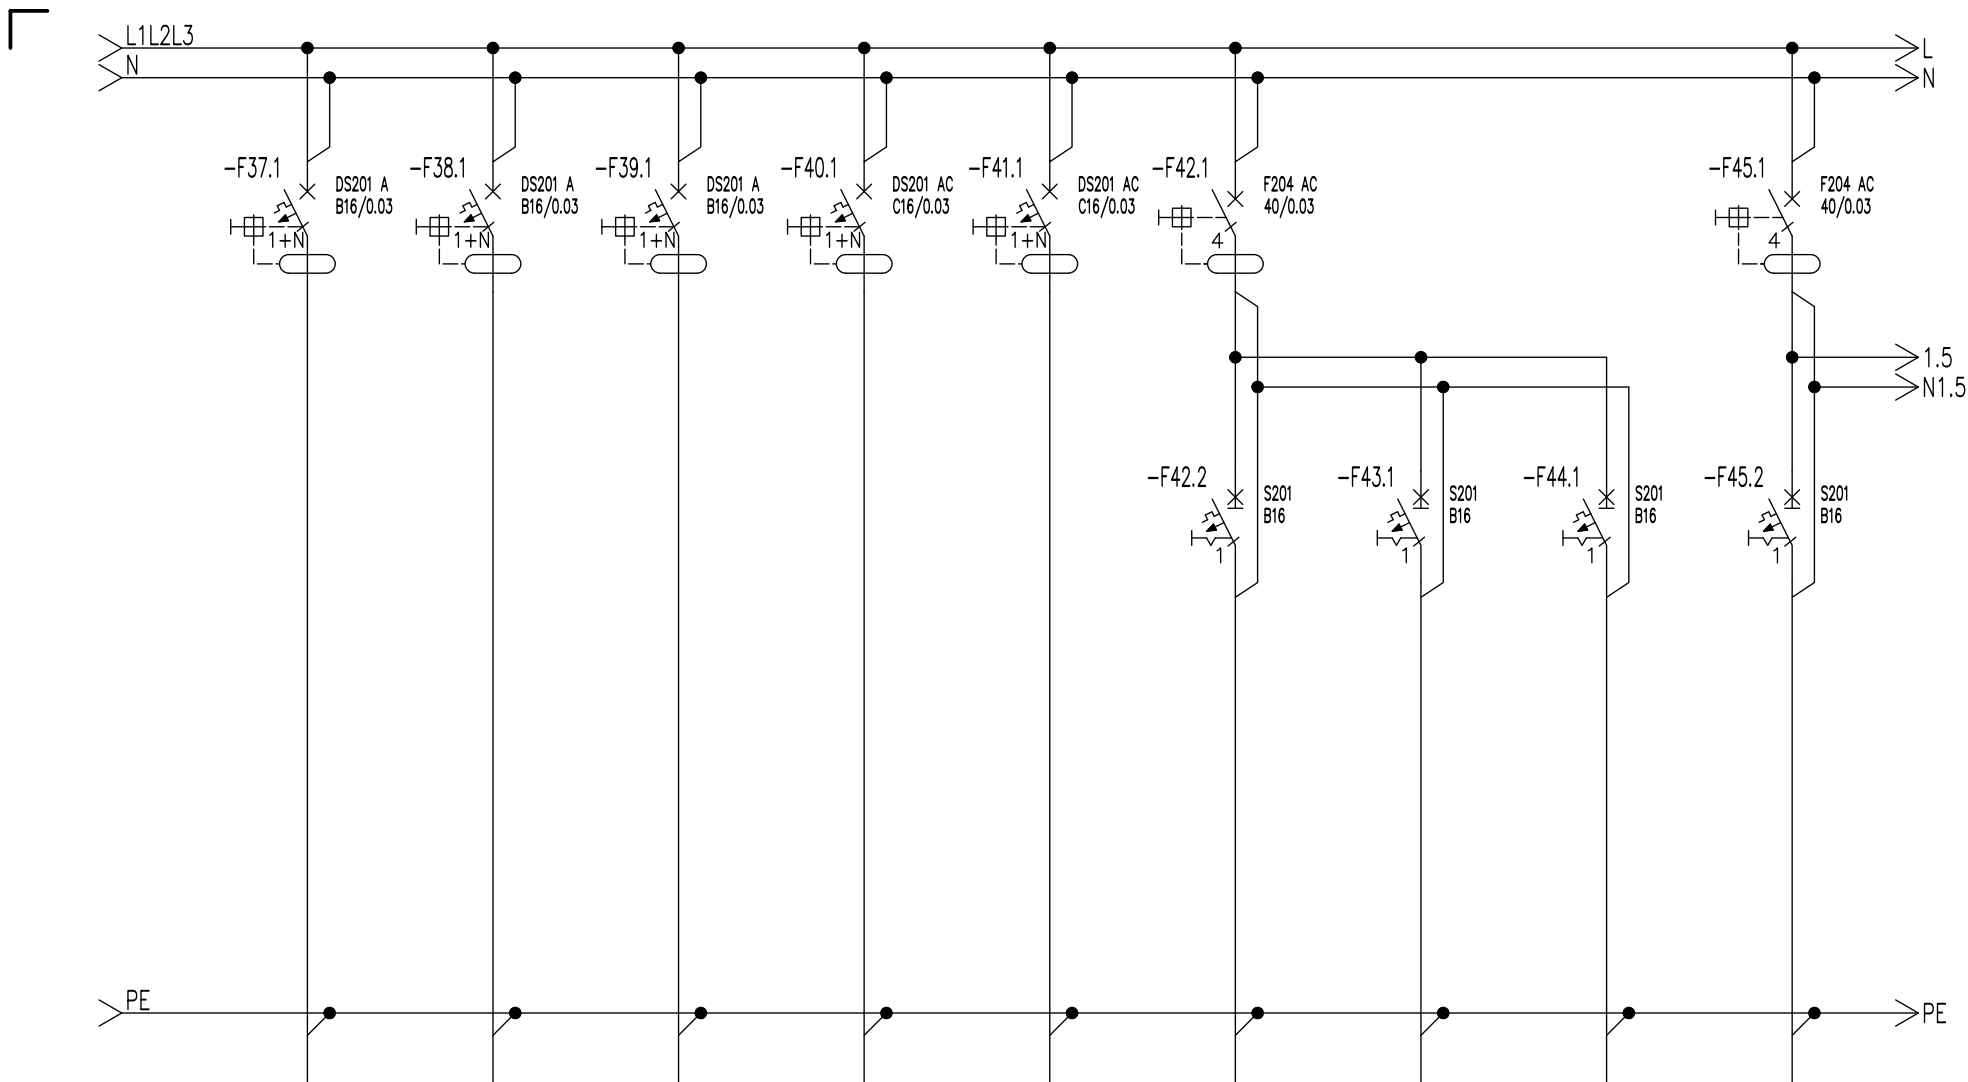 L1L2L3
L
N
N
-F37.1
DS201 A
B16/0.03
1+N
-F38.1
DS201 A
B16/0.03
1+N
-F39.1
DS201 A
B16/0.03
1+N
-F40.1
DS201 AC
C16/0.03
1+N
-F41.1
DS201 AC
C16/0.03
1+N
-F42.1
F204 AC
40/0.03
4
-F45.1
F204 AC
40/0.03
4
1.5
N1.5
-F42.2
S201
B16
1
-F43.1
S201
B16
1
-F44.1
S201
B16
1
-F45.2
S201
B16
1
PE
PE